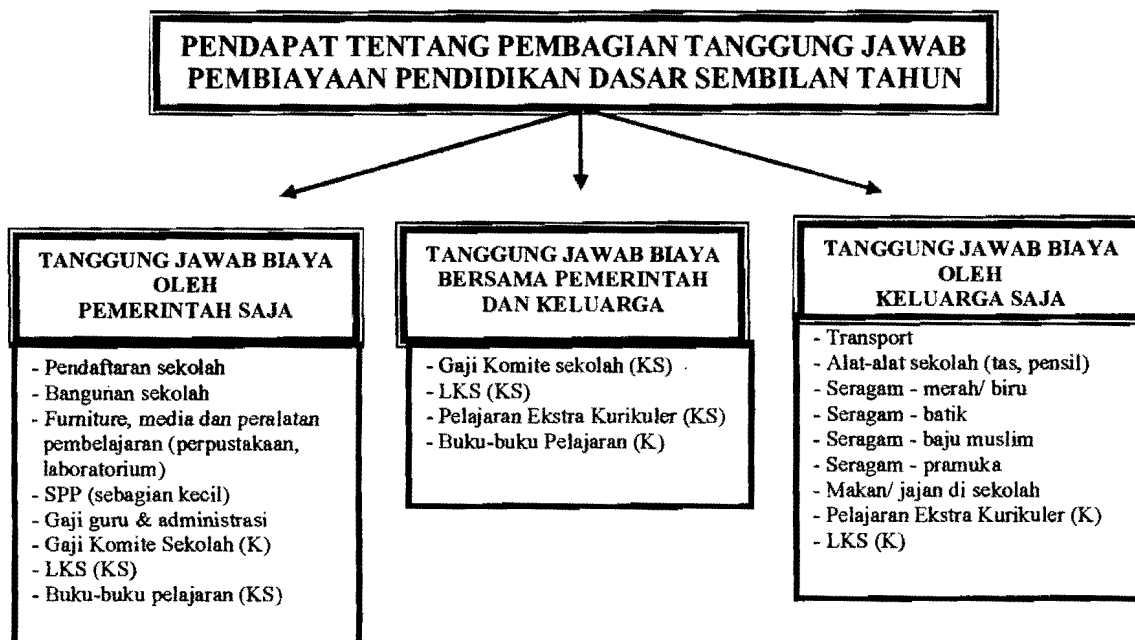 PENDAPAT TENTANG PEMBAGIAN TANGGUNG JAWAB
PEMBIAYAAN PENDIDIKAN DASAR SEMBILAN TAHUN
TANGGUNG JAWAB BIAYA
OLEH
PEMERINTAH SAJA
- Pendaftaran sekolah
- Bangunan sekolah
- Furniture, media dan peralatan
pembelajaran (perpustakaan,
laboratorium)
- SPP (sebagian kecil)
- Gaji guru & administrasi
- Gaji Komite Sekolah (K)
- LKS (KS)
- Buku-buku pelajaran (KS)
TANGGUNG JAWAB BIAYA
BERSAMA PEMERINTAH
DAN KELUARGA
- Gaji Komite sekolah (KS)
- LKS (KS)
- Pelajaran Ekstra Kurikuler (KS)
- Buku-buku Pelajaran (K)
TANGGUNG JAWAB BIAYA
OLEH
KELUARGA SAJA
- Transport
- Alat-alat sekolah (tas, pensil)
- Seragam - merah/ biru
- Seragam - batik
- Seragam - baju muslim
- Seragam - pramuka
- Makan/ jajan di sekolah
- Pelajaran Ekstra Kurikuler (K)
- LKS (K)